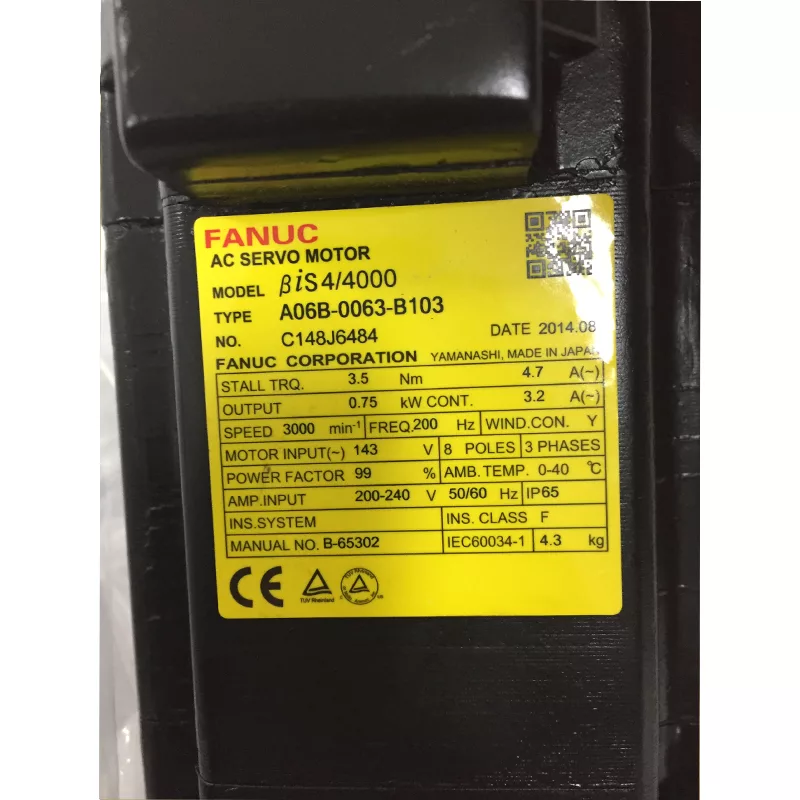 FANUC
AC SERVO MOTOR
MODEL βiS4/4000
TYPE A06B-0063-B103
NO. C148J6484 DATE 2014.08
FANUC CORPORATION YAMANASHI, MADE IN JAPAN
STALL TRQ. 3.5 Nm 4.7 A(~)
OUTPUT 0.75 kW CONT. 3.2 A(~)
SPEED 3000 min-1 FREQ. 200 Hz WIND.CON. Y
MOTOR INPUT(~) 143 V 8 POLES 3 PHASES
POWER FACTOR 99 % AMB.TEMP. 0-40 °C
AMP.INPUT 200-240 V 50/60 Hz IP65
INS.SYSTEM INS. CLASS F
MANUAL NO. B-65302 IEC60034-1 4.3 kg
CE TÜV Rheinland